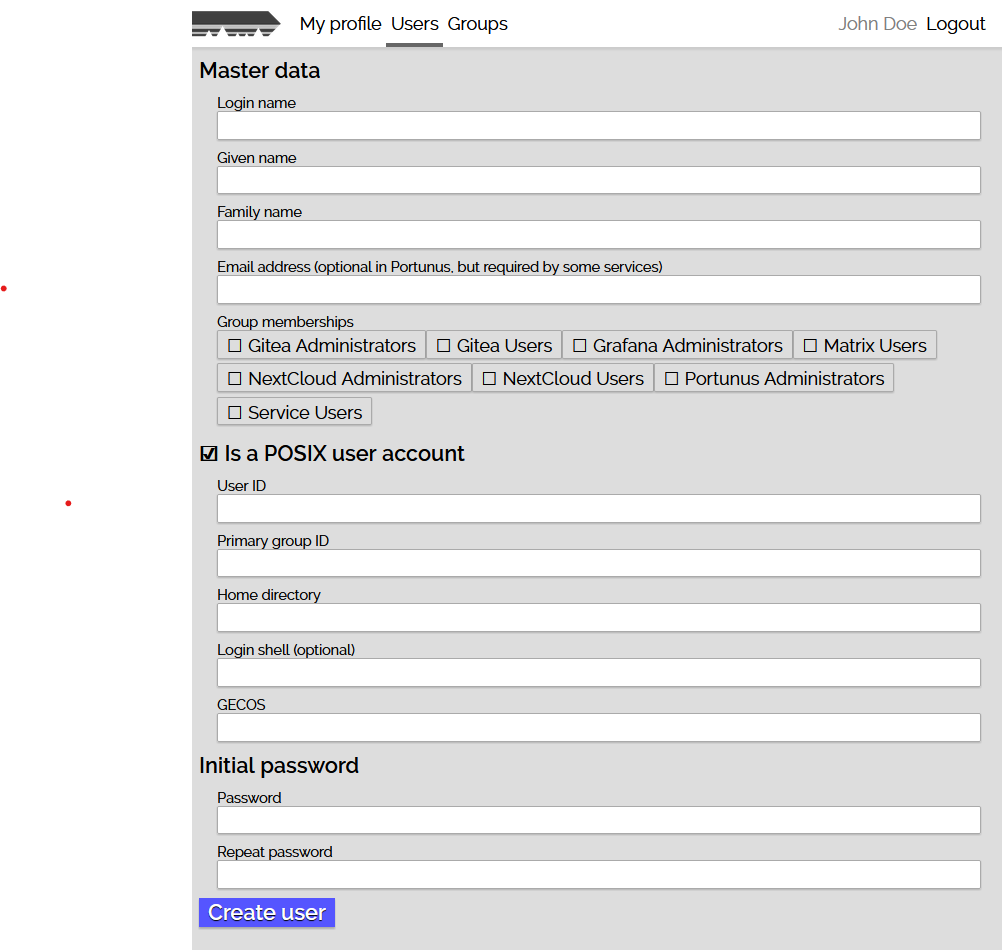 My profile Users Groups John Doe Logout
Master data
Login name
Given name
Family name
Email address (optional in Portunus, but required by some services)
Group memberships
☐ Gitea Administrators ☐ Gitea Users ☐ Grafana Administrators ☐ Matrix Users
☐ NextCloud Administrators ☐ NextCloud Users ☐ Portunus Administrators
☐ Service Users
☑ Is a POSIX user account
User ID
Primary group ID
Home directory
Login shell (optional)
GECOS
Initial password
Password
Repeat password
Create user